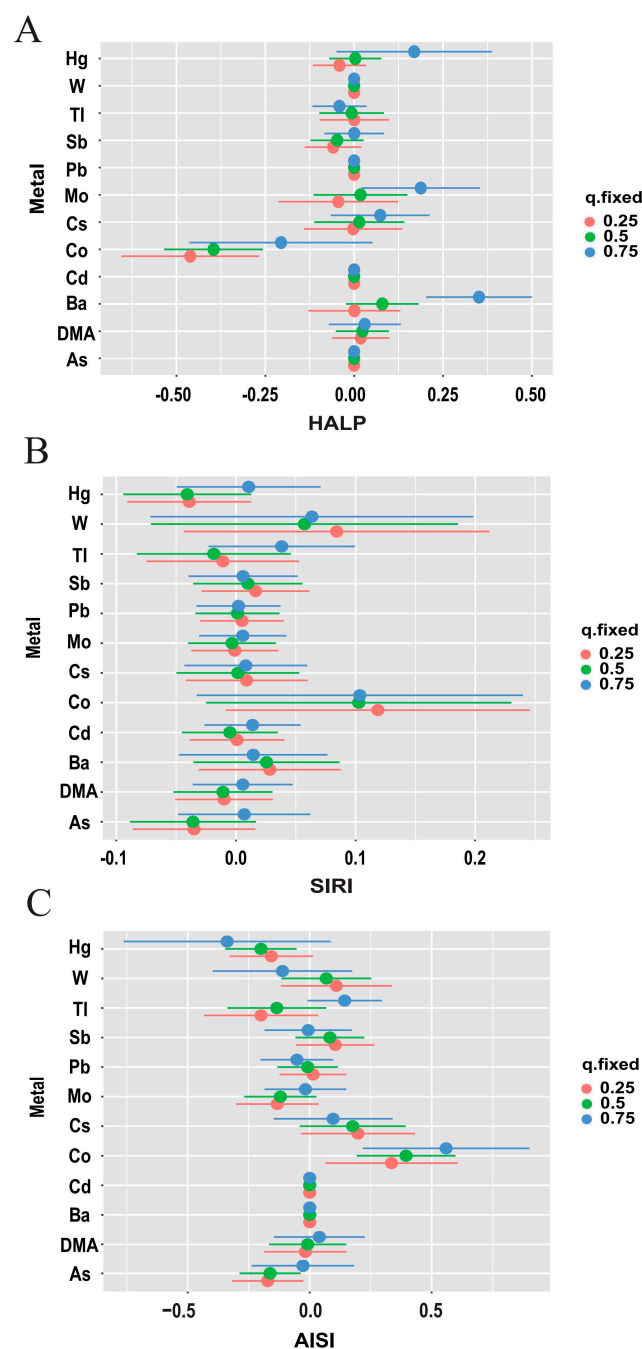 A
Metal
Hg
W
Tl
Sb
Pb
Mo
Cs
Co
Cd
Ba
DMA
As
-0.50 -0.25 0.00 0.25 0.50
HALP
q.fixed
0.25
0.5
0.75
B
Metal
Hg
W
Tl
Sb
Pb
Mo
Cs
Co
Cd
Ba
DMA
As
-0.1 0.0 0.1 0.2
SIRI
q.fixed
0.25
0.5
0.75
C
Metal
Hg
W
Tl
Sb
Pb
Mo
Cs
Co
Cd
Ba
DMA
As
−0.5 0.0 0.5
AISI
q.fixed
0.25
0.5
0.75